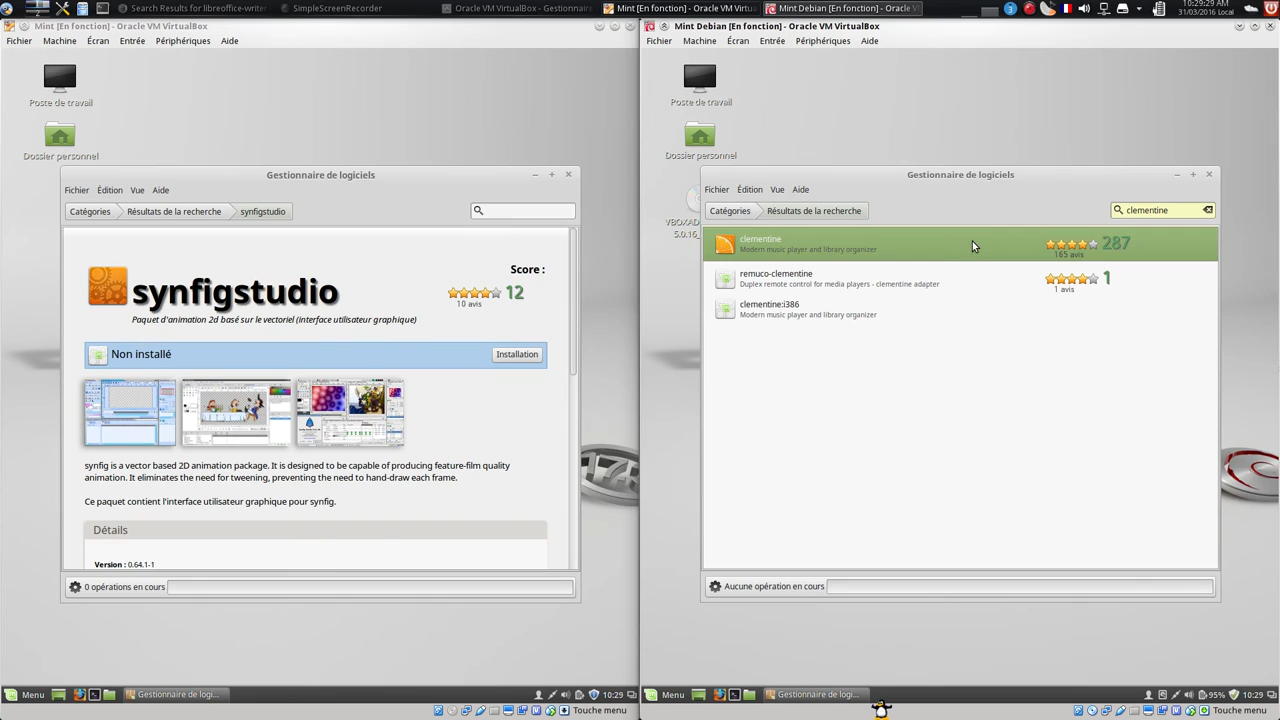 Search Results for libreoffice-writer
SimpleScreenRecorder
Oracle VM VirtualBox - Gestionnai
Mint [En fonction] - Oracle VM Virtu
Mint Debian [En fonction] - Oracle V
3
10:29:29 AM
31/03/2016 Local
Mint [En fonction] - Oracle VM VirtualBox
Fichier Machine Écran Entrée Périphériques Aide
Poste de travail
Dossier personnel
Gestionnaire de logiciels
Fichier Édition Vue Aide
Catégories Résultats de la recherche synfigstudio
Score :
synfigstudio
12
10 avis
Paquet d'animation 2d basé sur le vectoriel (interface utilisateur graphique)
Non installé
Installation
synfig is a vector based 2D animation package. It is designed to be capable of producing feature-film quality
animation. It eliminates the need for tweening, preventing the need to hand-draw each frame.
Ce paquet contient l'interface utilisateur graphique pour synfig.
Détails
Version : 0.64.1-1
0 opérations en cours
Menu
Gestionnaire de logi...
10:29
Touche menu
Mint Debian [En fonction] - Oracle VM VirtualBox
Fichier Machine Écran Entrée Périphériques Aide
Poste de travail
Dossier personnel
VBOXAD
5.0.16_
Gestionnaire de logiciels
Fichier Édition Vue Aide
Catégories Résultats de la recherche
clementine
clementine
Modern music player and library organizer
287
165 avis
remuco-clementine
Duplex remote control for media players - clementine adapter
1
1 avis
clementine:i386
Modern music player and library organizer
Aucune opération en cours
Menu
Gestionnaire de logi...
95%
10:29
Touche menu